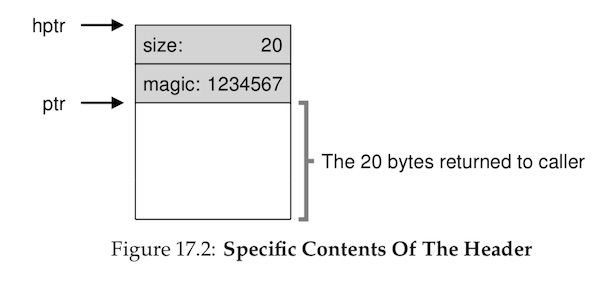 hptr
size: 20
magic: 1234567
ptr
The 20 bytes returned to caller
Figure 17.2: Specific Contents Of The Header